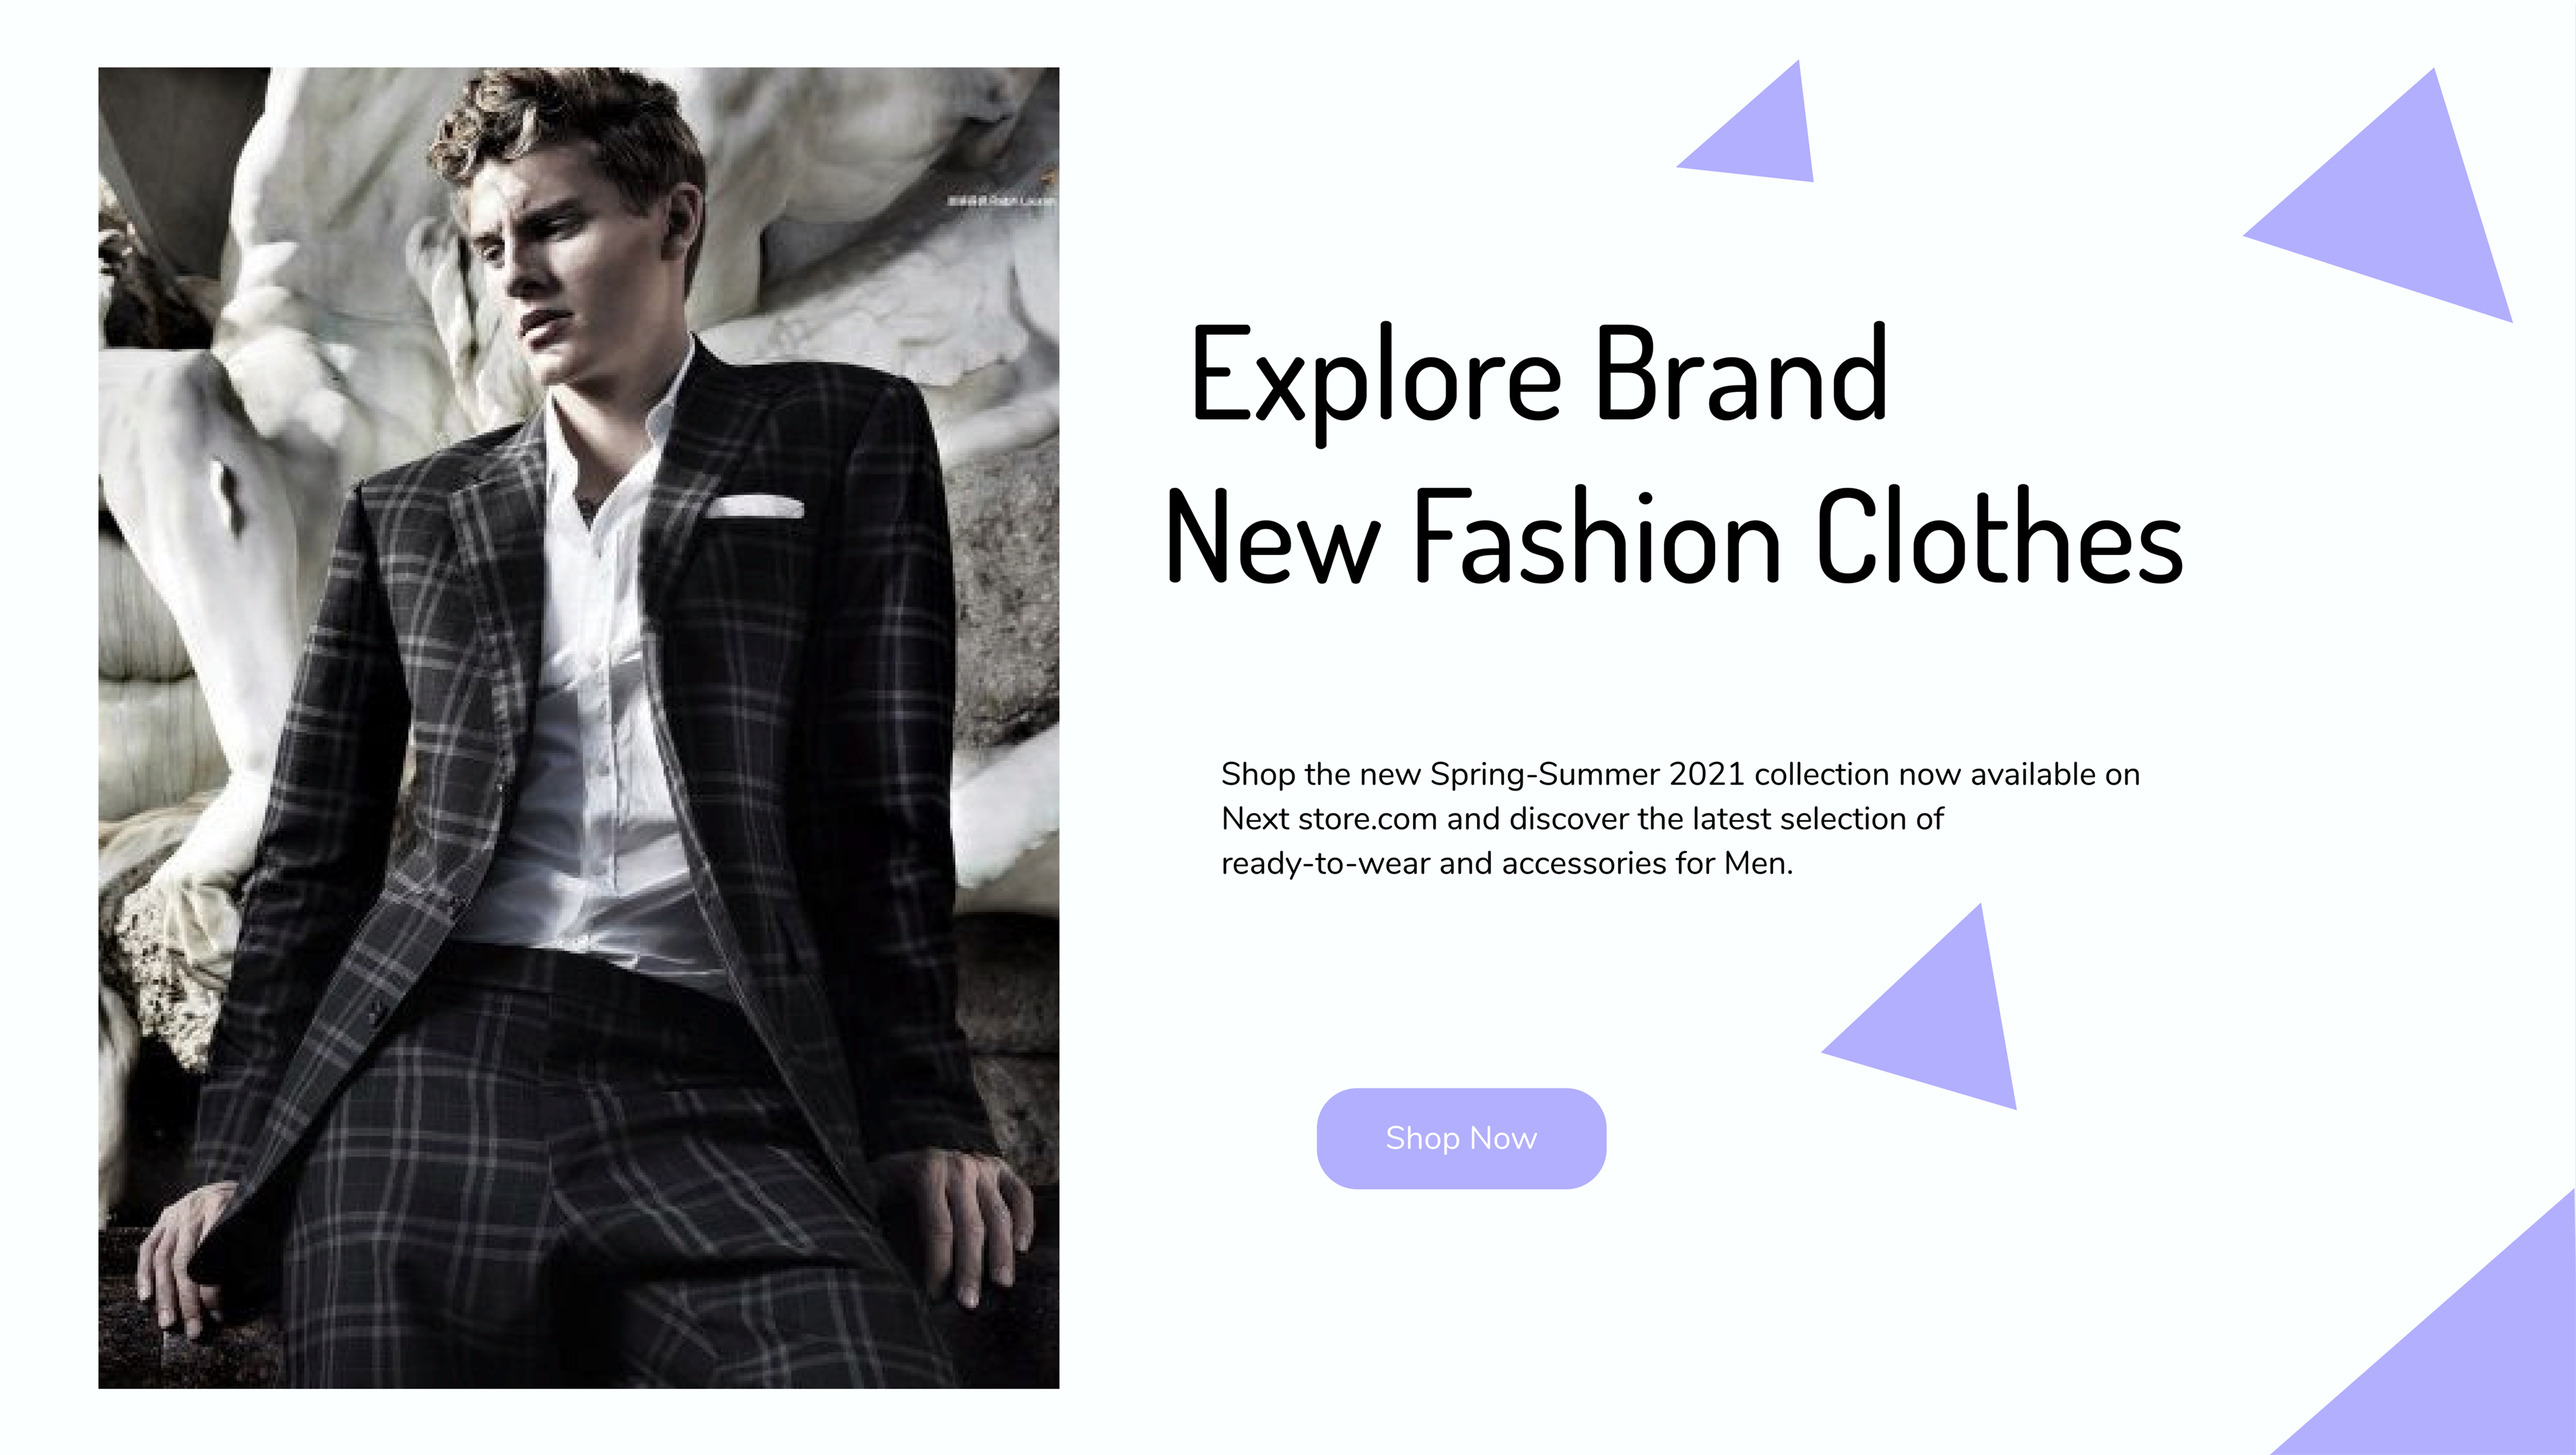 Explore Brand
New Fashion Clothes
Shop the new Spring-Summer 2021 collection now available on
Next store.com and discover the latest selection of
ready-to-wear and accessories for Men.
Shop Now
Ralph Lauren